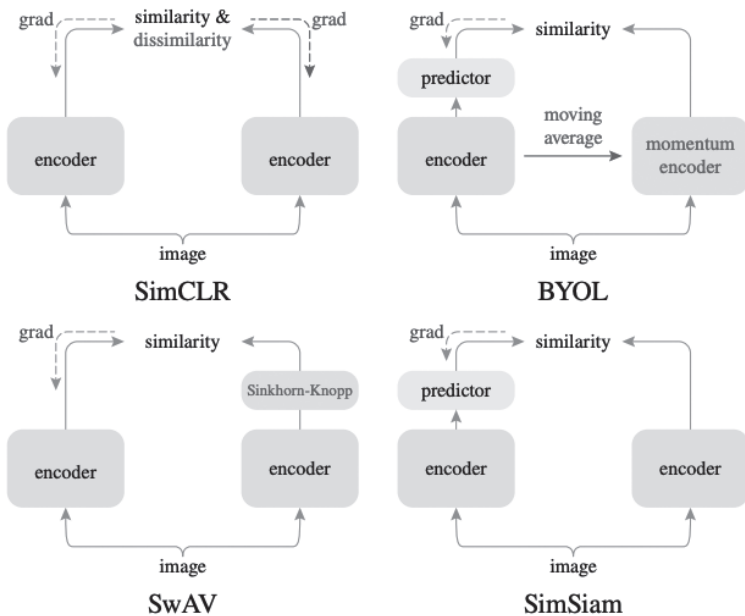 grad
similarity &
dissimilarity
grad
encoder
encoder
image
SimCLR
grad
similarity
predictor
moving
average
encoder
momentum
encoder
image
BYOL
grad
similarity
Sinkhorn-Knopp
encoder
encoder
image
SwAV
grad
similarity
predictor
encoder
encoder
image
SimSiam